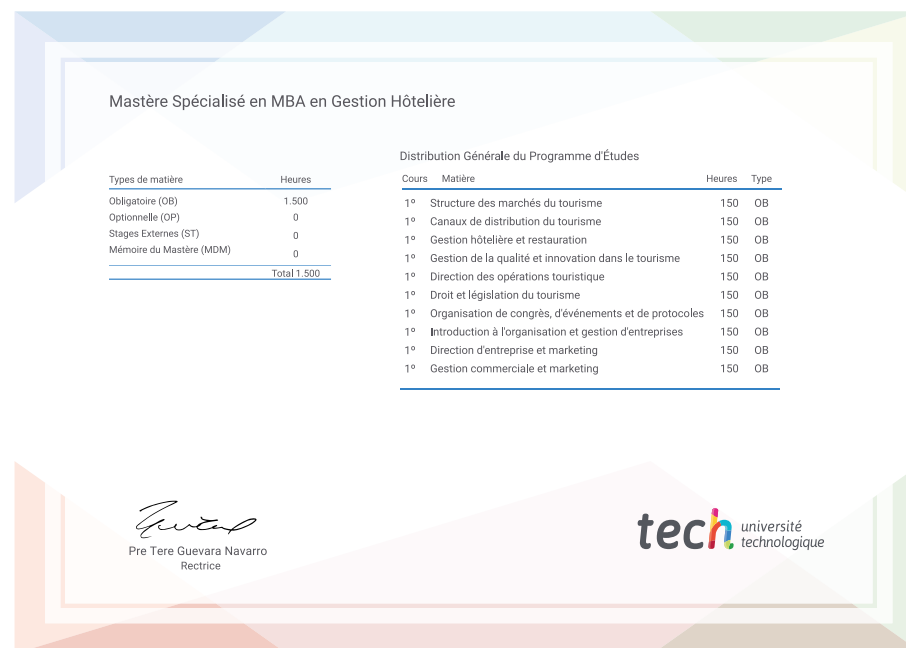 Mastère Spécialisé en MBA en Gestion Hôtelière
Types de matière Heures
Obligatoire (OB) 1.500
Optionnelle (OP) 0
Stages Externes (ST) 0
Mémoire du Mastère (MDM) 0
Total 1.500
Distribution Générale du Programme d'Études
Cours Matière Heures Type
1º Structure des marchés du tourisme 150 OB
1º Canaux de distribution du tourisme 150 OB
1º Gestion hôtelière et restauration 150 OB
1º Gestion de la qualité et innovation dans le tourisme 150 OB
1º Direction des opérations touristique 150 OB
1º Droit et législation du tourisme 150 OB
1º Organisation de congrès, d'événements et de protocoles 150 OB
1º Introduction à l'organisation et gestion d'entreprises 150 OB
1º Direction d'entreprise et marketing 150 OB
1º Gestion commerciale et marketing 150 OB
Pre Tere Guevara Navarro
Rectrice
tech université
technologique